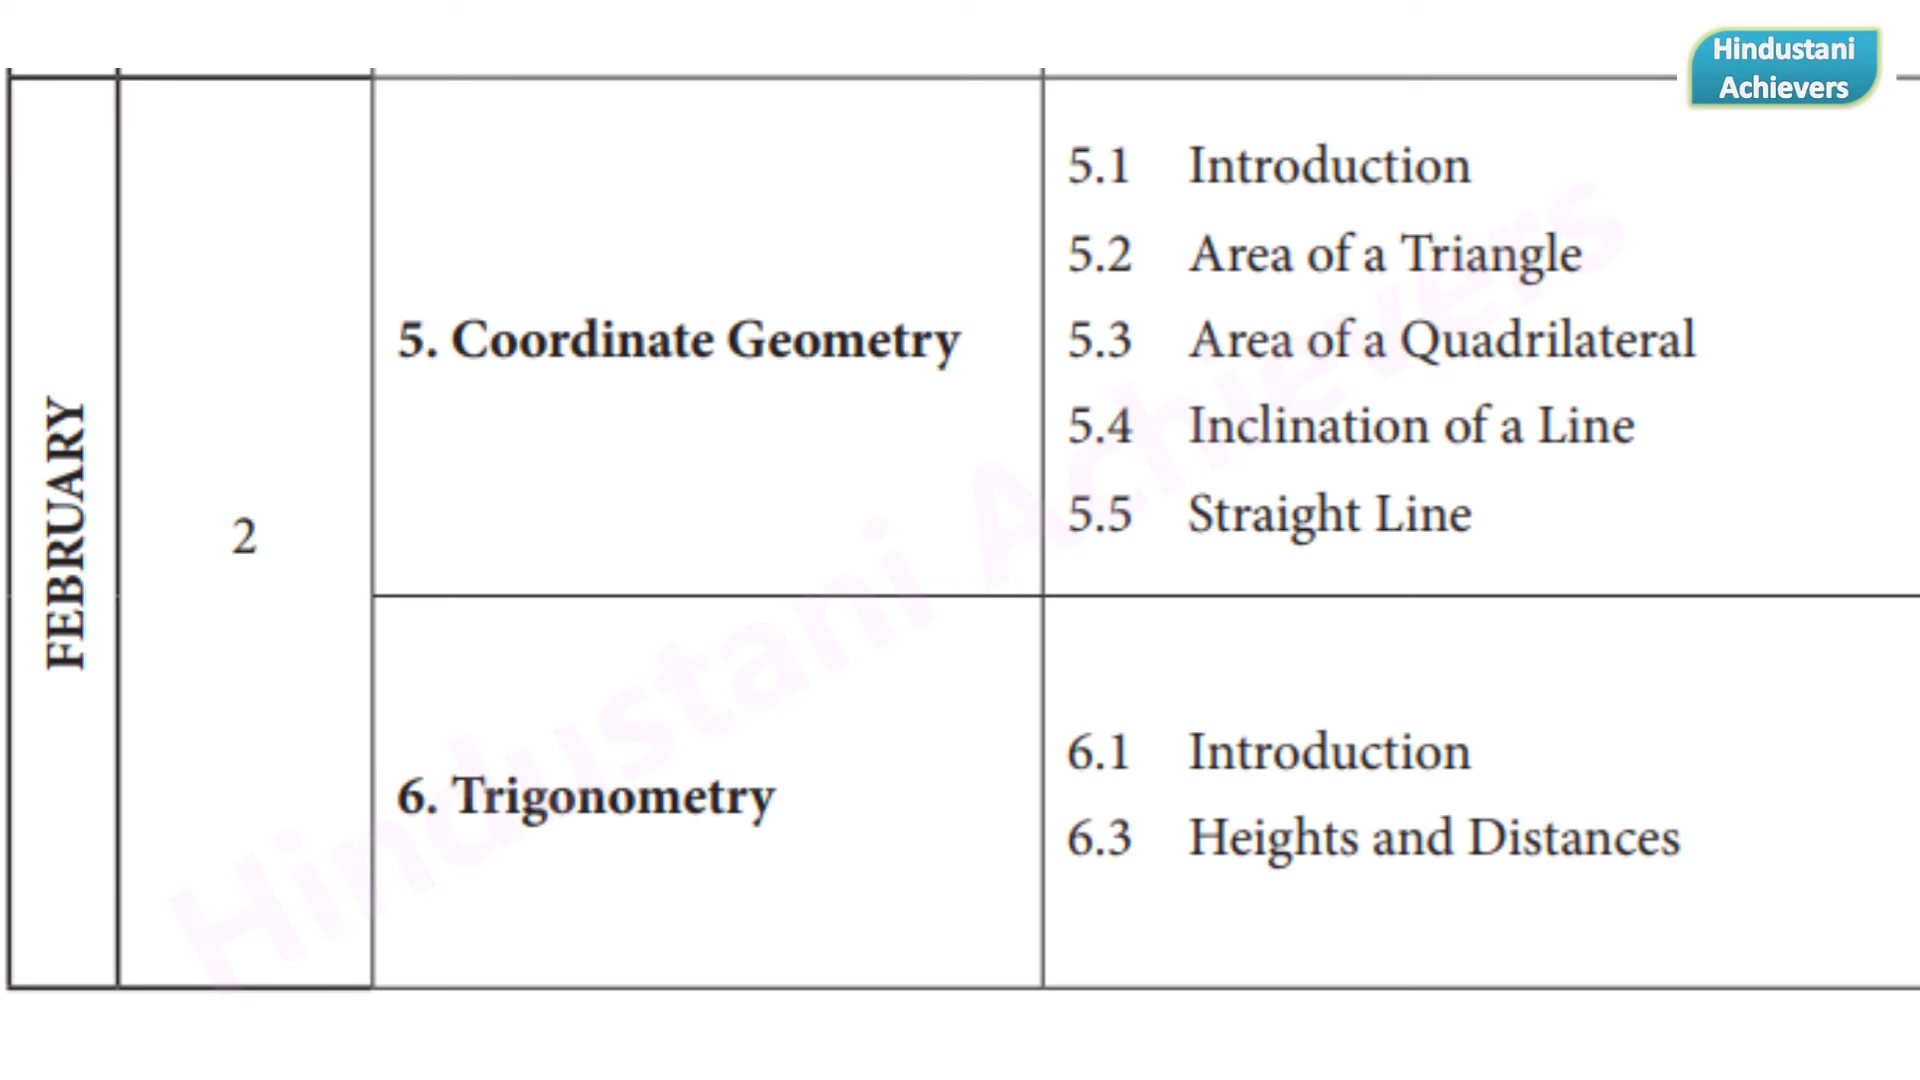 Hindustani
Achievers
FEBRUARY
2
5. Coordinate Geometry
5.1 Introduction
5.2 Area of a Triangle
5.3 Area of a Quadrilateral
5.4 Inclination of a Line
5.5 Straight Line
6. Trigonometry
6.1 Introduction
6.3 Heights and Distances
Hindustani Achievers